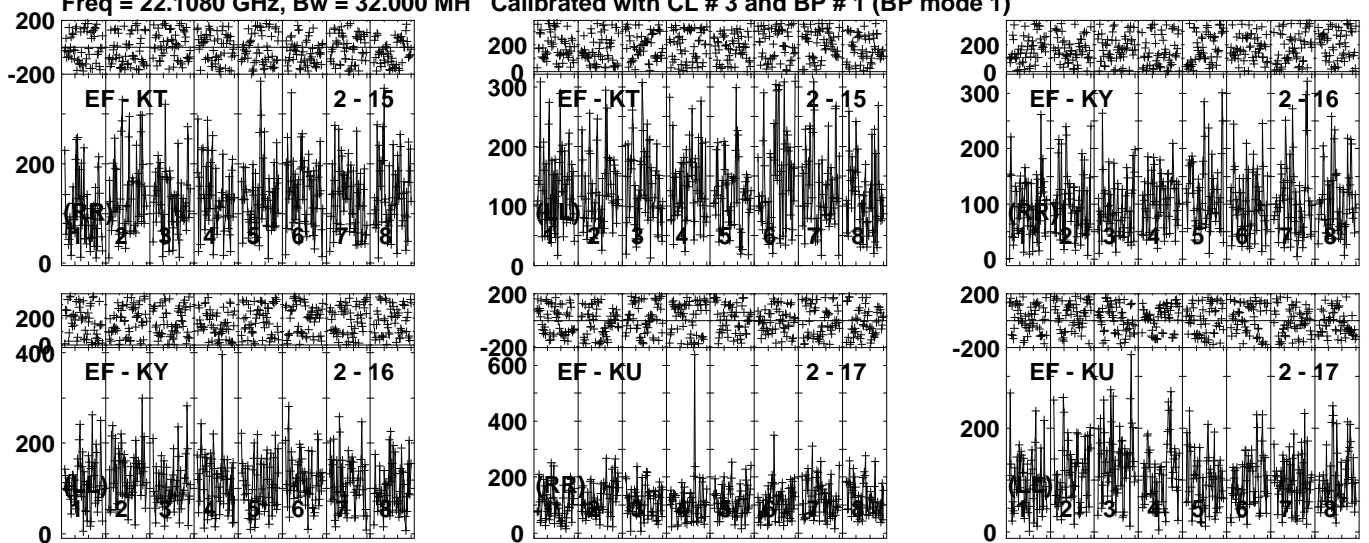 Freq = 22.1080 GHz, Bw = 32.000 MH Calibrated with CL # 3 and BP # 1 (BP mode 1)
200
-200
200
0
EF - KT 2 - 15
(RR)
1 2 3 4 5 6 7 8
200
0
300
200
100
0
EF - KT 2 - 15
(LL)
1 2 3 4 5 6 7 8
200
0
300
200
100
0
EF - KY 2 - 16
(RR)
1 2 3 4 5 6 7 8
200
0
400
200
0
EF - KY 2 - 16
(LL)
1 2 3 4 5 6 7 8
200
-200
600
400
200
0
EF - KU 2 - 17
(RR)
1 2 3 4 5 6 7 8
200
-200
200
0
EF - KU 2 - 17
(LL)
1 2 3 4 5 6 7 8